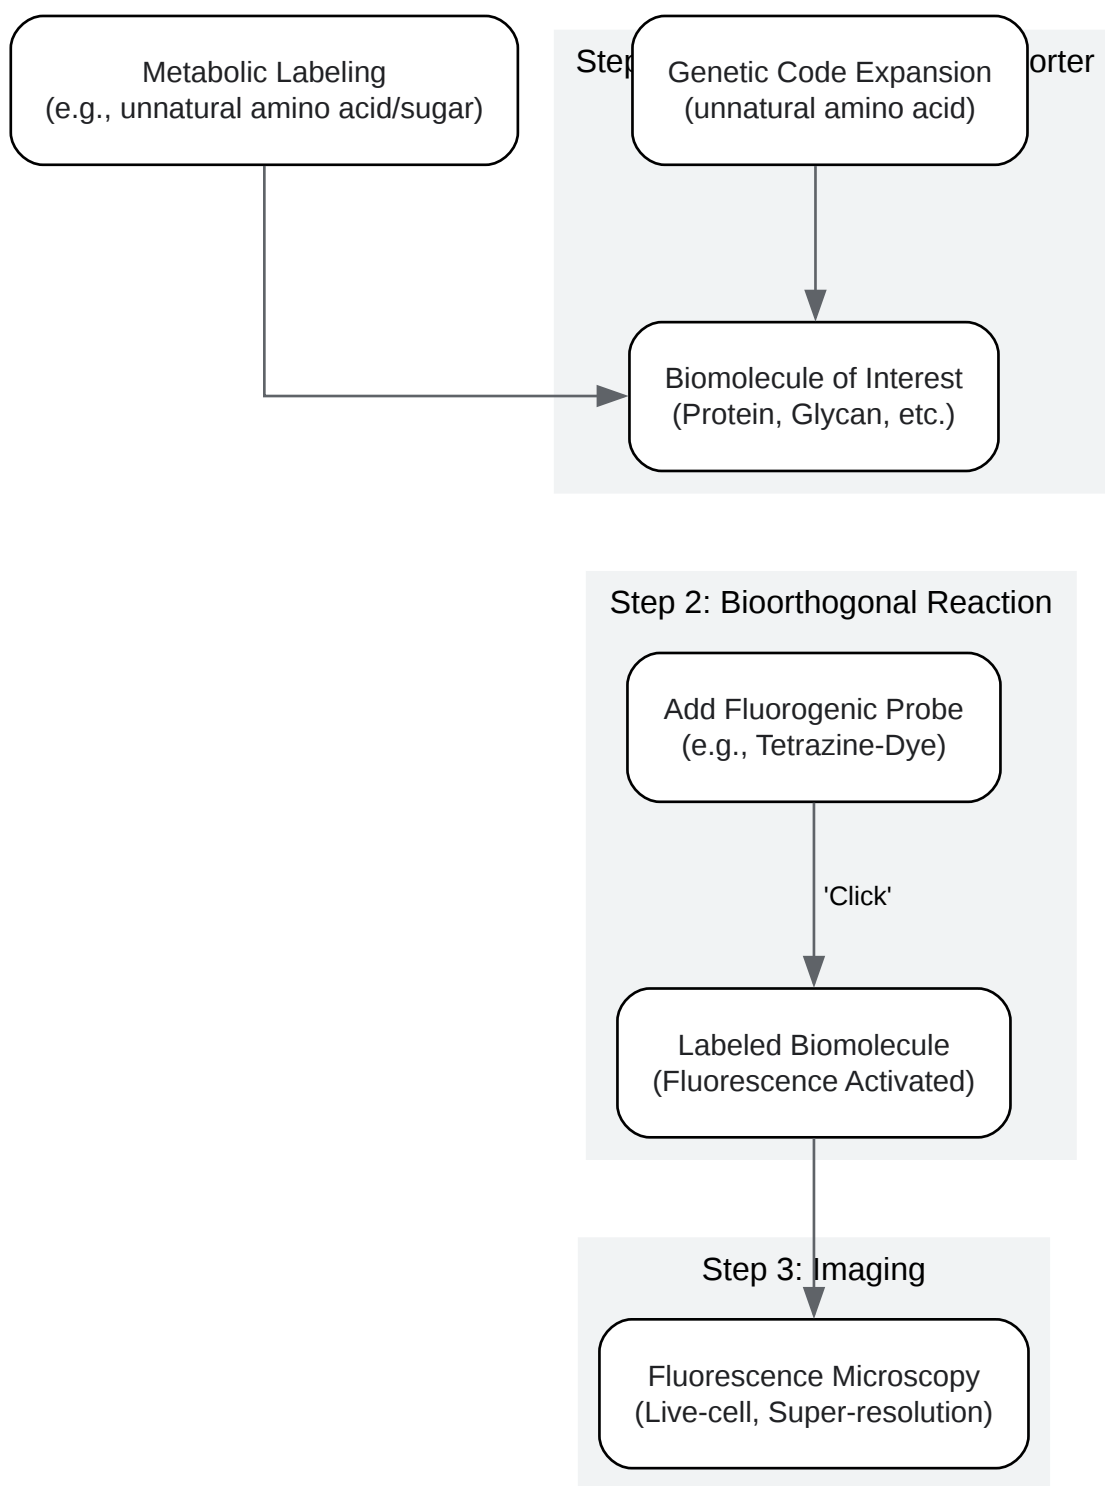 Metabolic Labeling
(e.g., unnatural amino acid/sugar)
Step
orter
Genetic Code Expansion
(unnatural amino acid)
Biomolecule of Interest
(Protein, Glycan, etc.)
Step 2: Bioorthogonal Reaction
Add Fluorogenic Probe
(e.g., Tetrazine-Dye)
'Click'
Labeled Biomolecule
(Fluorescence Activated)
Step 3: Imaging
Fluorescence Microscopy
(Live-cell, Super-resolution)